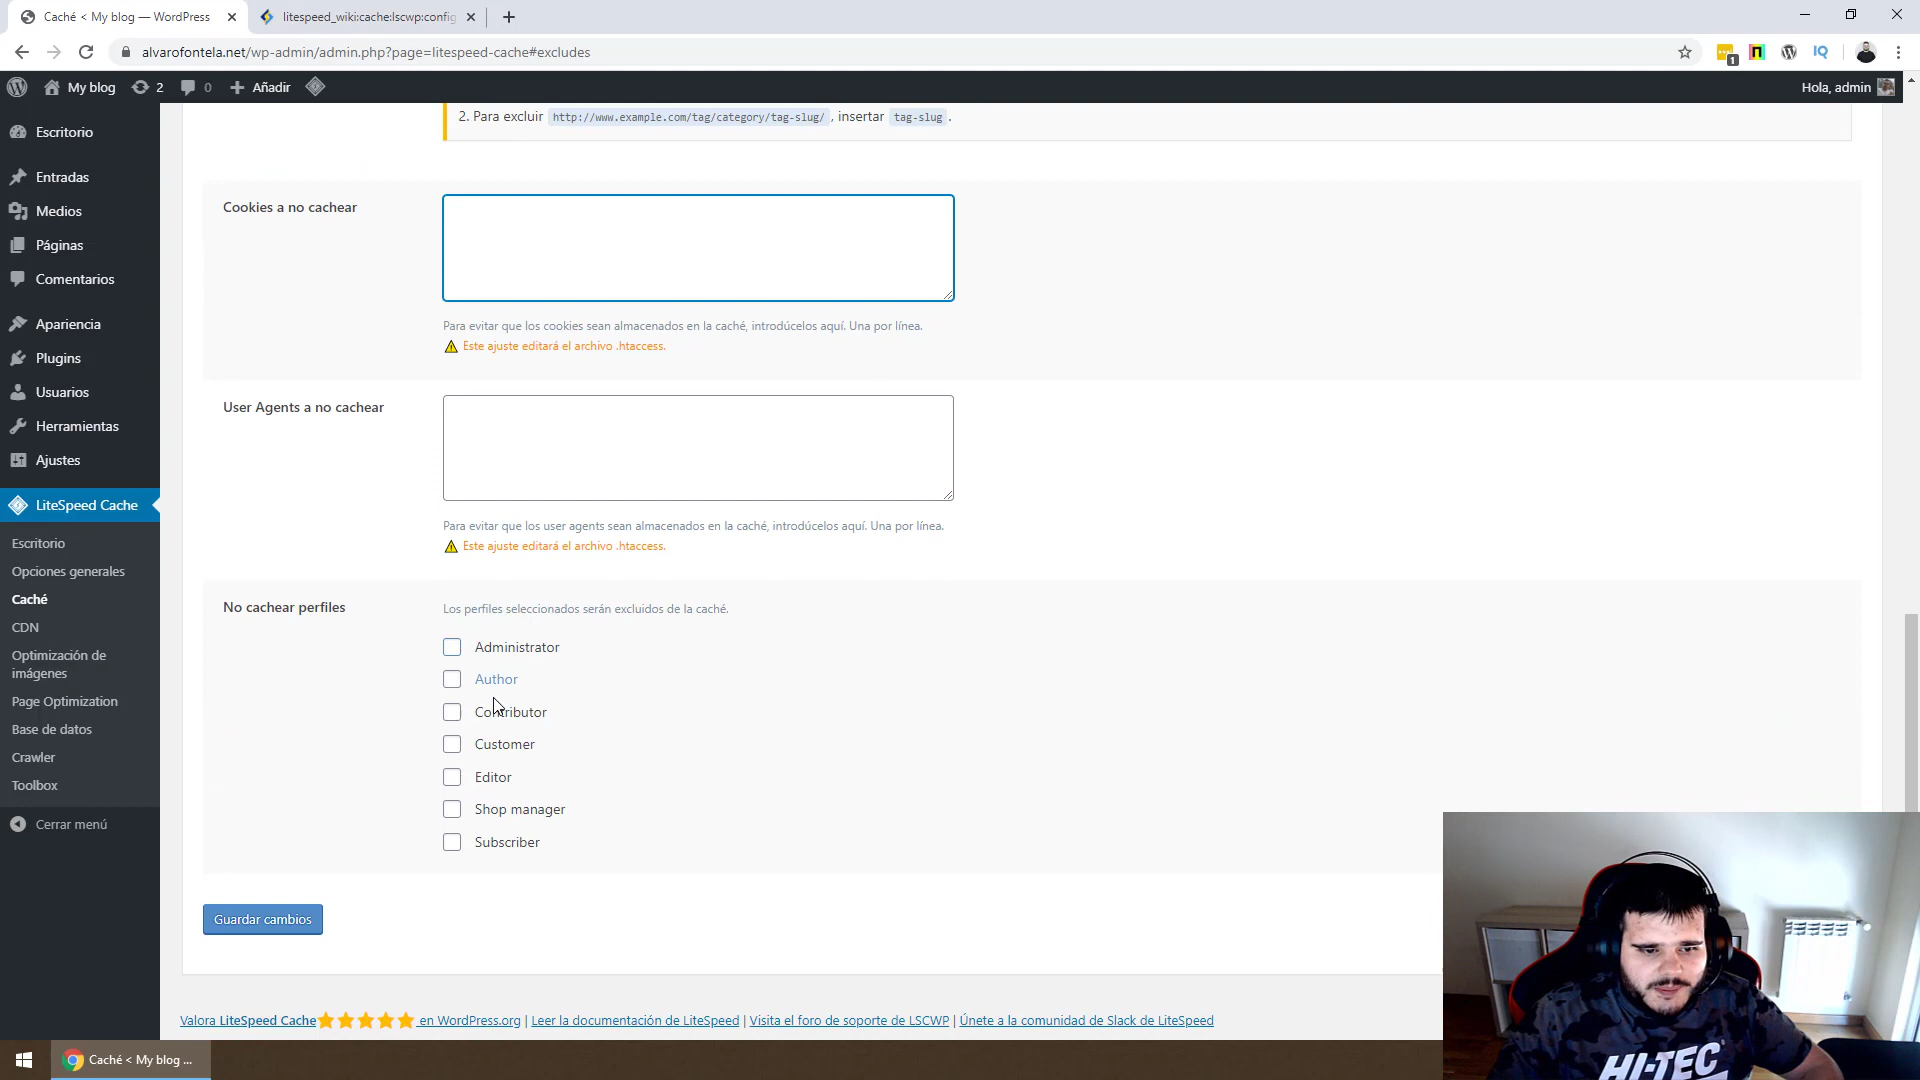 Caché < My blog — WordPress
litespeed_wiki:cache:lscwp:config
alvarofontela.net/wp-admin/admin.php?page=litespeed-cache#excludes
1
IQ
My blog
2
0
Añadir
Hola, admin
Escritorio
Entradas
Medios
Páginas
Comentarios
Apariencia
Plugins
Usuarios
Herramientas
Ajustes
LiteSpeed Cache
Escritorio
Opciones generales
Caché
CDN
Optimización de
imágenes
Page Optimization
Base de datos
Crawler
Toolbox
Cerrar menú
2. Para excluir http://www.example.com/tag/category/tag-slug/ , insertar tag-slug .
Cookies a no cachear
Para evitar que los cookies sean almacenados en la caché, introdúcelos aquí. Una por línea.
Este ajuste editará el archivo .htaccess.
User Agents a no cachear
Para evitar que los user agents sean almacenados en la caché, introdúcelos aquí. Una por línea.
Este ajuste editará el archivo .htaccess.
No cachear perfiles
Los perfiles seleccionados serán excluidos de la caché.
Administrator
Author
Contributor
Customer
Editor
Shop manager
Subscriber
Guardar cambios
Valora LiteSpeed Cache en WordPress.org | Leer la documentación de LiteSpeed | Visita el foro de soporte de LSCWP | Únete a la comunidad de Slack de LiteSpeed
Caché < My blog ...
HI-TEC